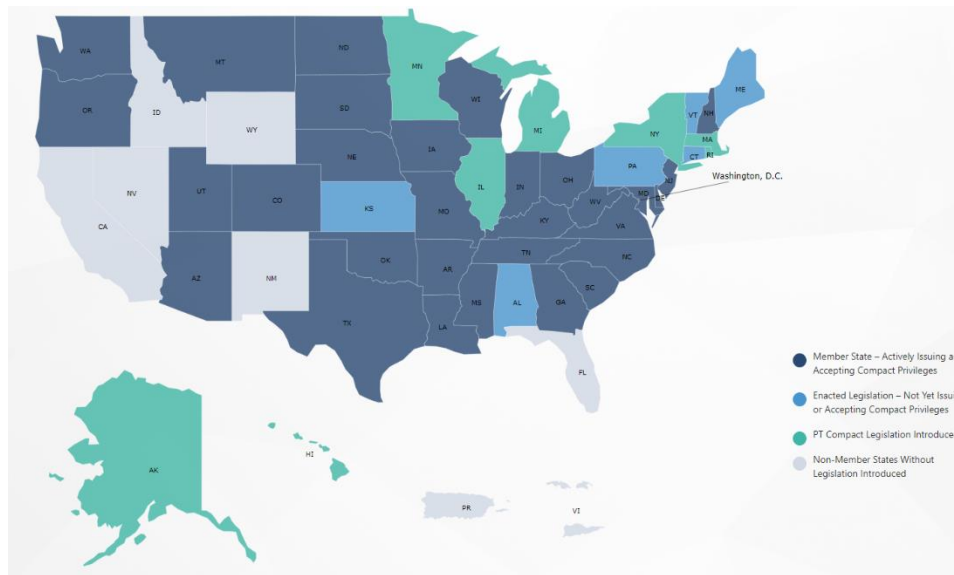 WA
MT
ND
MN
ME
OR
ID
SD
WI
VT
NH
WY
MI
NY
MA
CT
RI
NV
UT
CO
NE
IA
IL
IN
OH
PA
NJ
Washington, D.C.
CA
KS
MO
KY
WV
MD
DE
VA
AZ
NM
OK
AR
TN
NC
TX
LA
MS
AL
GA
SC
FL
Member State – Actively Issuing a
Accepting Compact Privileges
Enacted Legislation – Not Yet Issui
or Accepting Compact Privileges
PT Compact Legislation Introduce
Non-Member States Without
Legislation Introduced
AK
HI
PR
VI